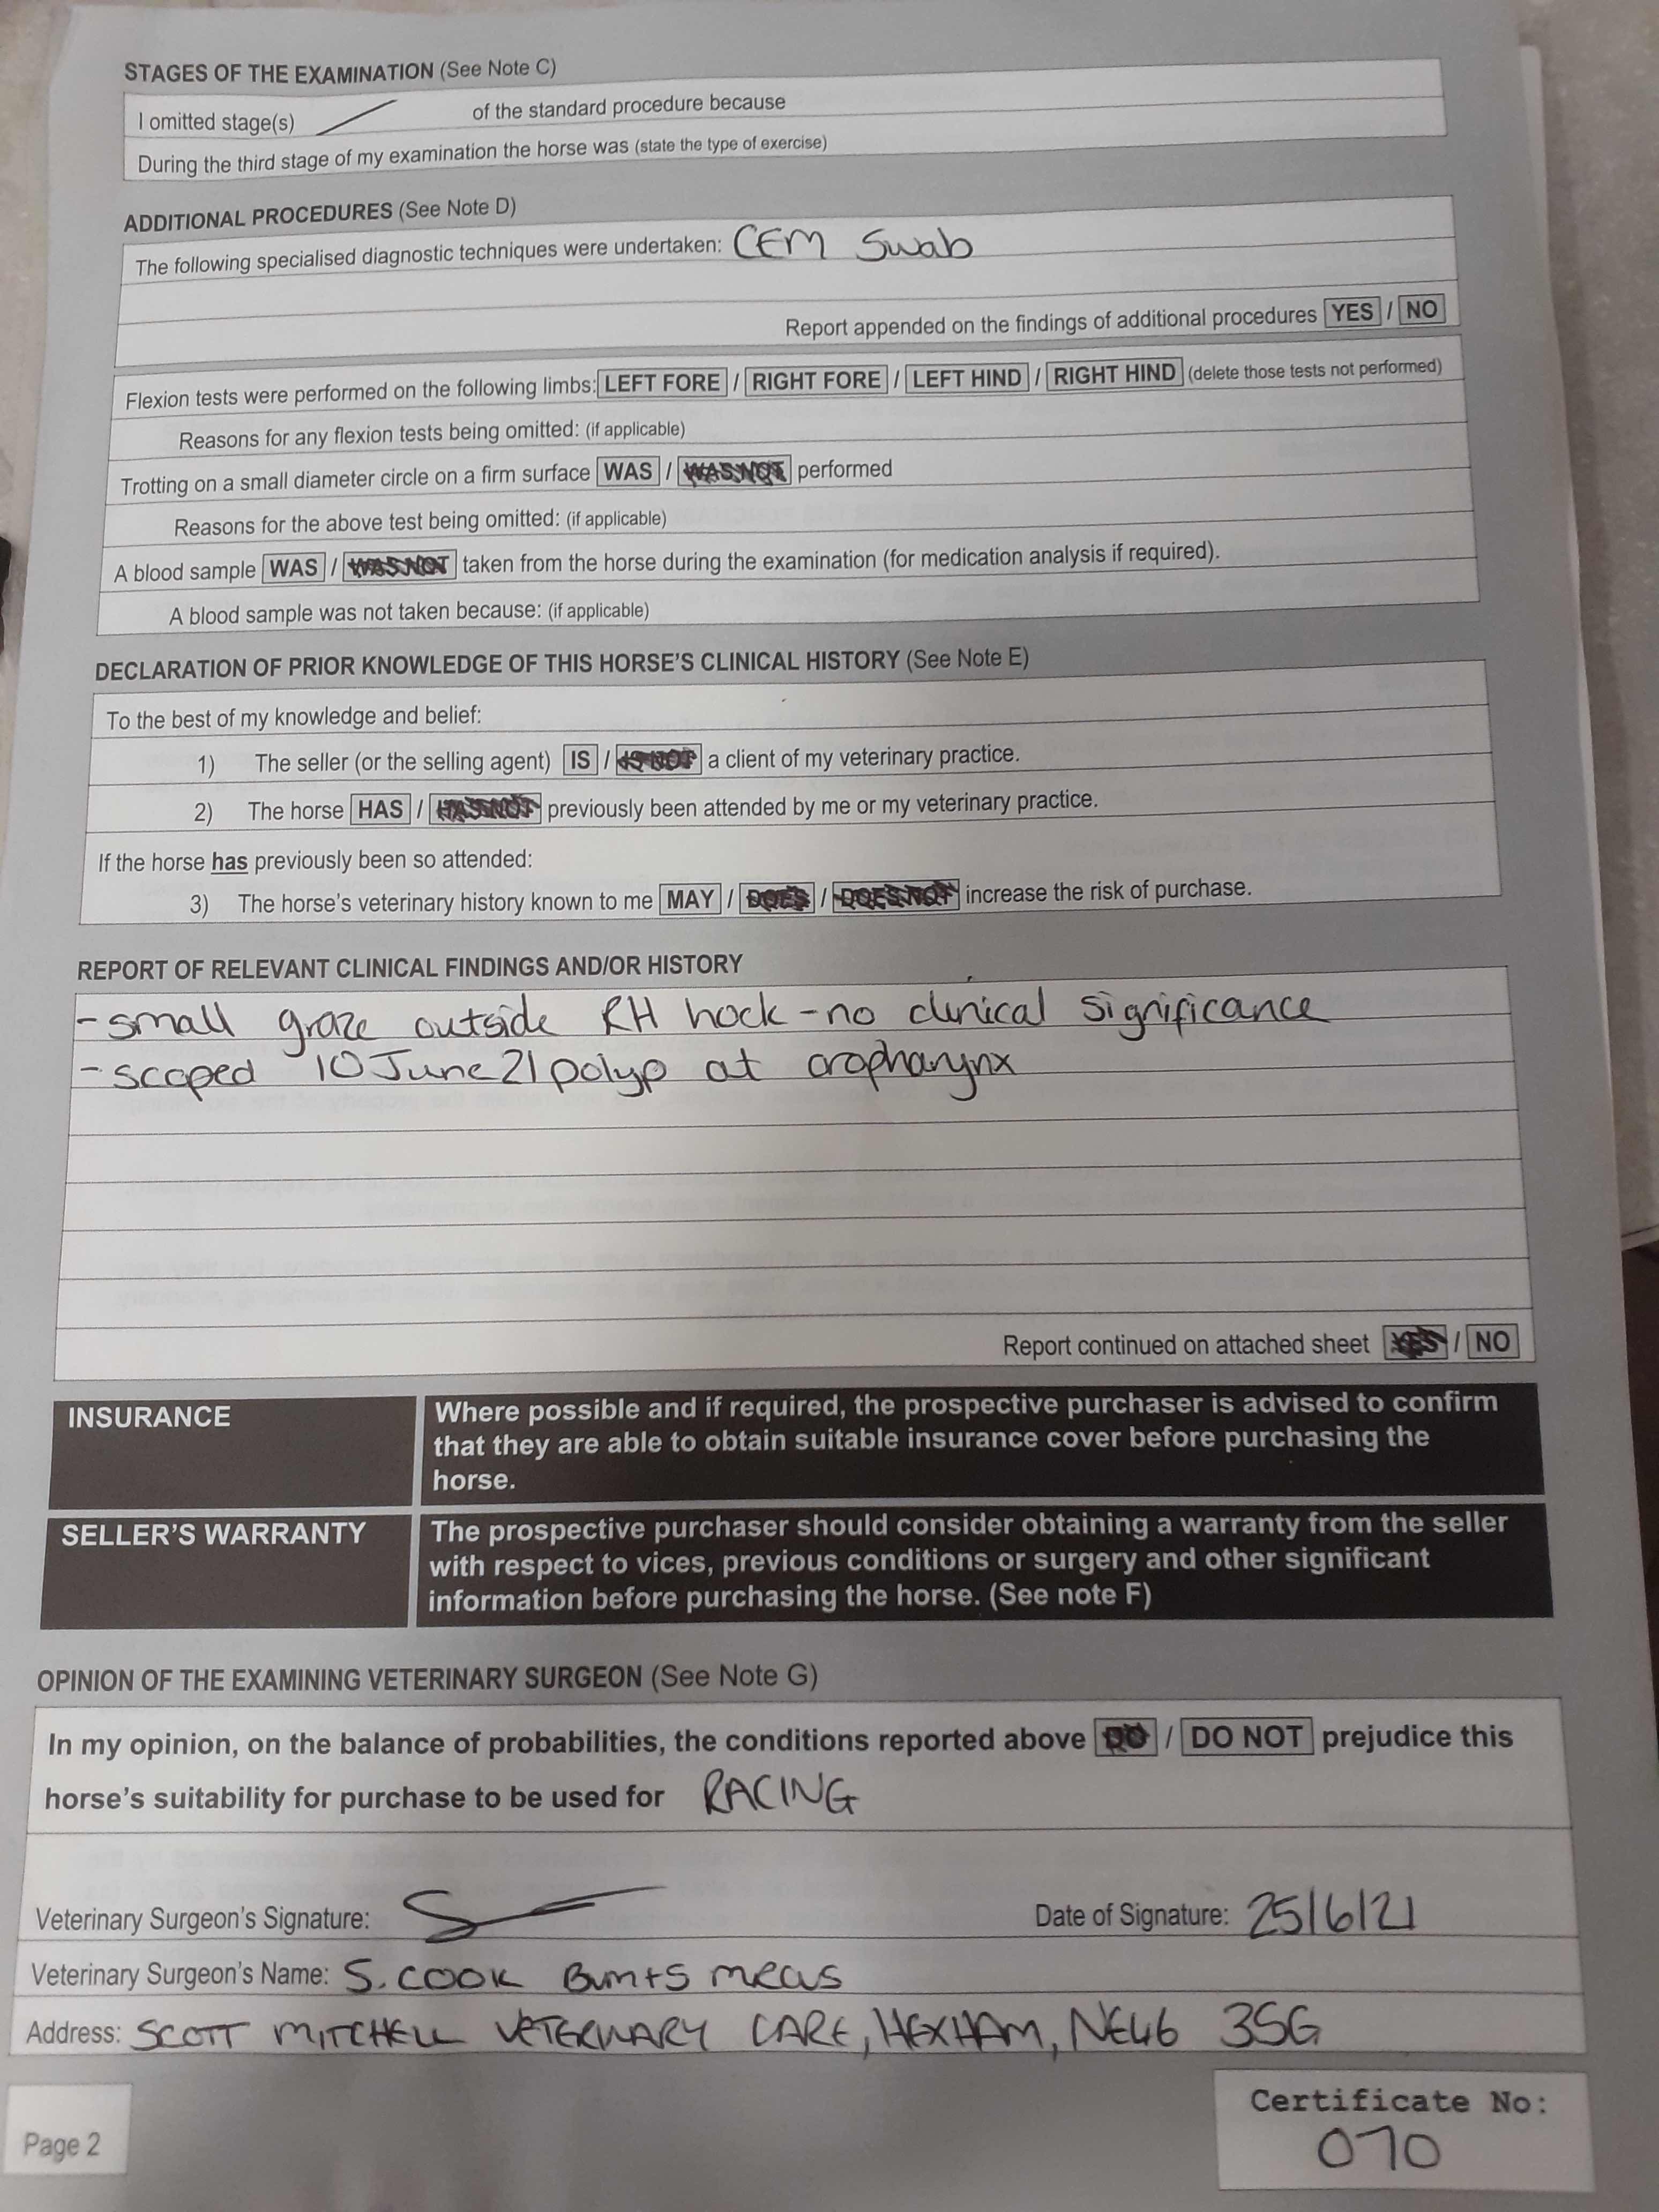 STAGES OF THE EXAMINATION (See Note C)
I omitted stage(s) of the standard procedure because
During the third stage of my examination the horse was (state the type of exercise)
ADDITIONAL PROCEDURES (See Note D)
The following specialised diagnostic techniques were undertaken: CEM Swab
Report appended on the findings of additional procedures YES / NO
Flexion tests were performed on the following limbs: LEFT FORE / RIGHT FORE / LEFT HIND / RIGHT HIND (delete those tests not performed)
Reasons for any flexion tests being omitted: (if applicable)
Trotting on a small diameter circle on a firm surface WAS / WAS NOT performed
Reasons for the above test being omitted: (if applicable)
A blood sample WAS / WAS NOT taken from the horse during the examination (for medication analysis if required).
A blood sample was not taken because: (if applicable)
DECLARATION OF PRIOR KNOWLEDGE OF THIS HORSE'S CLINICAL HISTORY (See Note E)
To the best of my knowledge and belief:
1) The seller (or the selling agent) IS / IS NOT a client of my veterinary practice.
2) The horse HAS / HAS NOT previously been attended by me or my veterinary practice.
If the horse has previously been so attended:
3) The horse's veterinary history known to me MAY / DOES / DOES NOT increase the risk of purchase.
REPORT OF RELEVANT CLINICAL FINDINGS AND/OR HISTORY
- small graze outside RH hock - no clinical significance
- scoped 10 June 21 polyp at oropharynx
Report continued on attached sheet YES / NO
INSURANCE
Where possible and if required, the prospective purchaser is advised to confirm
that they are able to obtain suitable insurance cover before purchasing the
horse.
SELLER'S WARRANTY
The prospective purchaser should consider obtaining a warranty from the seller
with respect to vices, previous conditions or surgery and other significant
information before purchasing the horse. (See note F)
OPINION OF THE EXAMINING VETERINARY SURGEON (See Note G)
In my opinion, on the balance of probabilities, the conditions reported above DO / DO NOT prejudice this
horse's suitability for purchase to be used for RACING
Veterinary Surgeon's Signature: Date of Signature: 25/6/21
Veterinary Surgeon's Name: S. COOK
Address: SCOTT MITCHELL VETERINARY CARE, HEXHAM, NE46 3SG
Page 2
Certificate No:
070